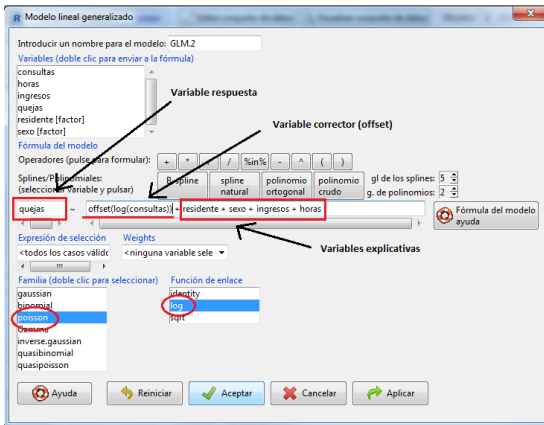 R Modelo lineal generalizado
Introducir un nombre para el modelo: GLM.2
Variables (doble clic para enviar a la fórmula)
consultas
horas
ingresos
quejas
residente [factor]
sexo [factor]
Variable respuesta
Variable corrector (offset)
Fórmula del modelo
Operadores (pulse para formular): + * / %in% - ^ ( )
Splines/Polinomiales:
(seleccionar variable y pulsar)
B-spline
spline natural
polinomio ortogonal
polinomio crudo
gl de los splines: 5
g. de polinomios: 2
quejas ~ offset(log(consultas)) + residente + sexo + ingresos + horas
Fórmula del modelo ayuda
Variables explicativas
Expresión de selección Weights
<todos los casos válidc <ninguna variable sele
Familia (doble clic para seleccionar) Función de enlace
gaussian
binomial
poisson
Gamma
inverse.gaussian
quasibinomial
quasipoisson
identity
log
sqrt
Ayuda Reiniciar Aceptar Cancelar Aplicar